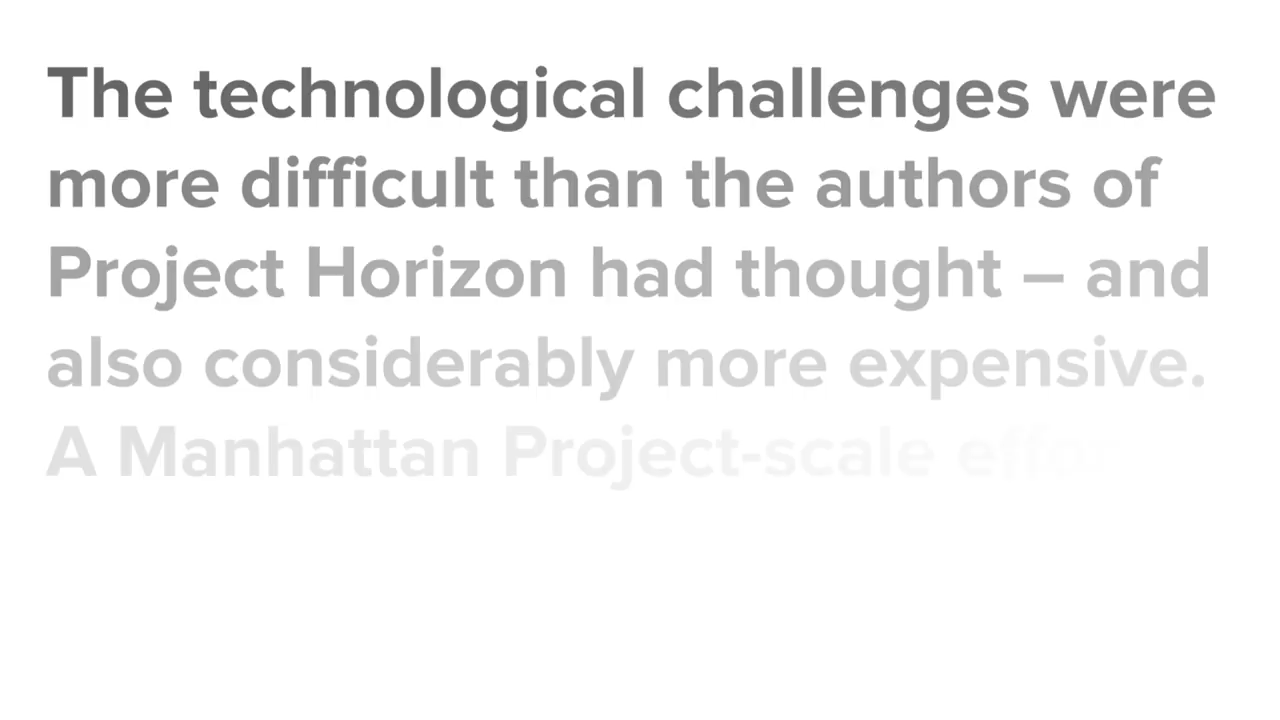 The technological challenges were
more difficult than the authors of
Project Horizon had thought – and
also considerably more expensive.
A Manhattan Project-scale